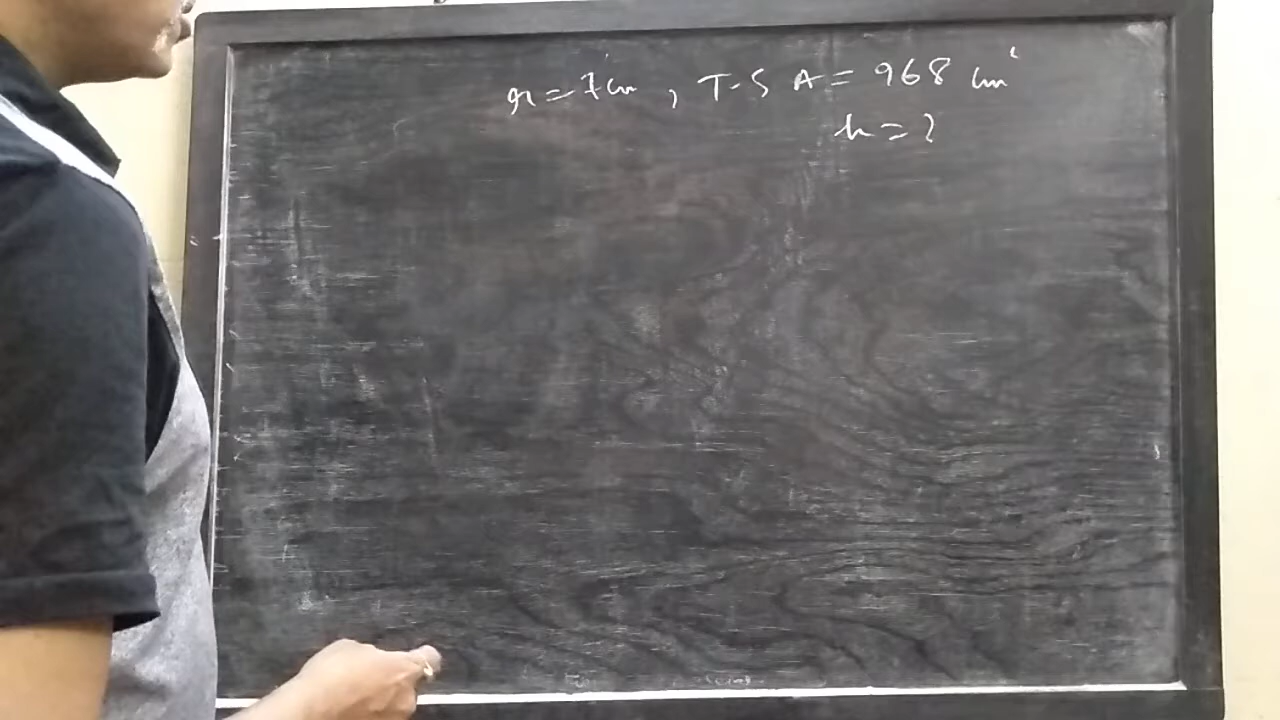 r = 7 cm , T.S A = 968 cm²
h = ?